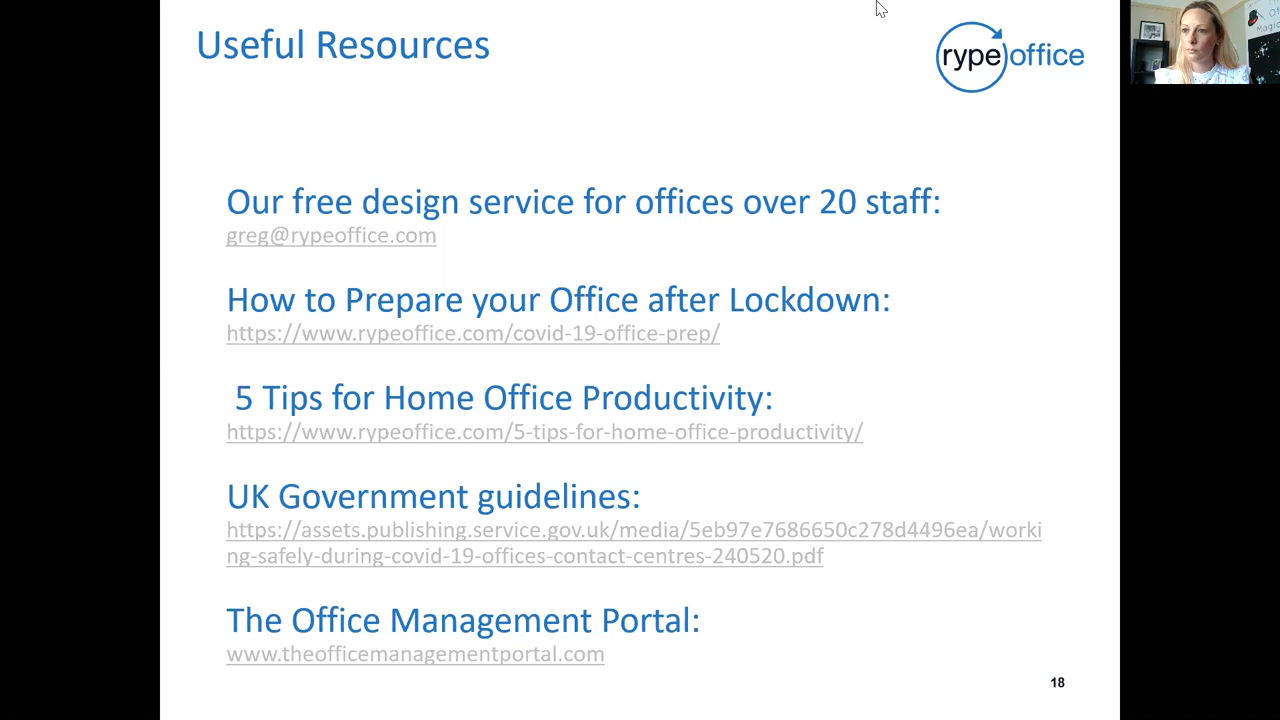 Useful Resources
rype office
Our free design service for offices over 20 staff:
greg@rypeoffice.com
How to Prepare your Office after Lockdown:
https://www.rypeoffice.com/covid-19-office-prep/
5 Tips for Home Office Productivity:
https://www.rypeoffice.com/5-tips-for-home-office-productivity/
UK Government guidelines:
https://assets.publishing.service.gov.uk/media/5eb97e7686650c278d4496ea/worki
ng-safely-during-covid-19-offices-contact-centres-240520.pdf
The Office Management Portal:
www.theofficemanagementportal.com
18